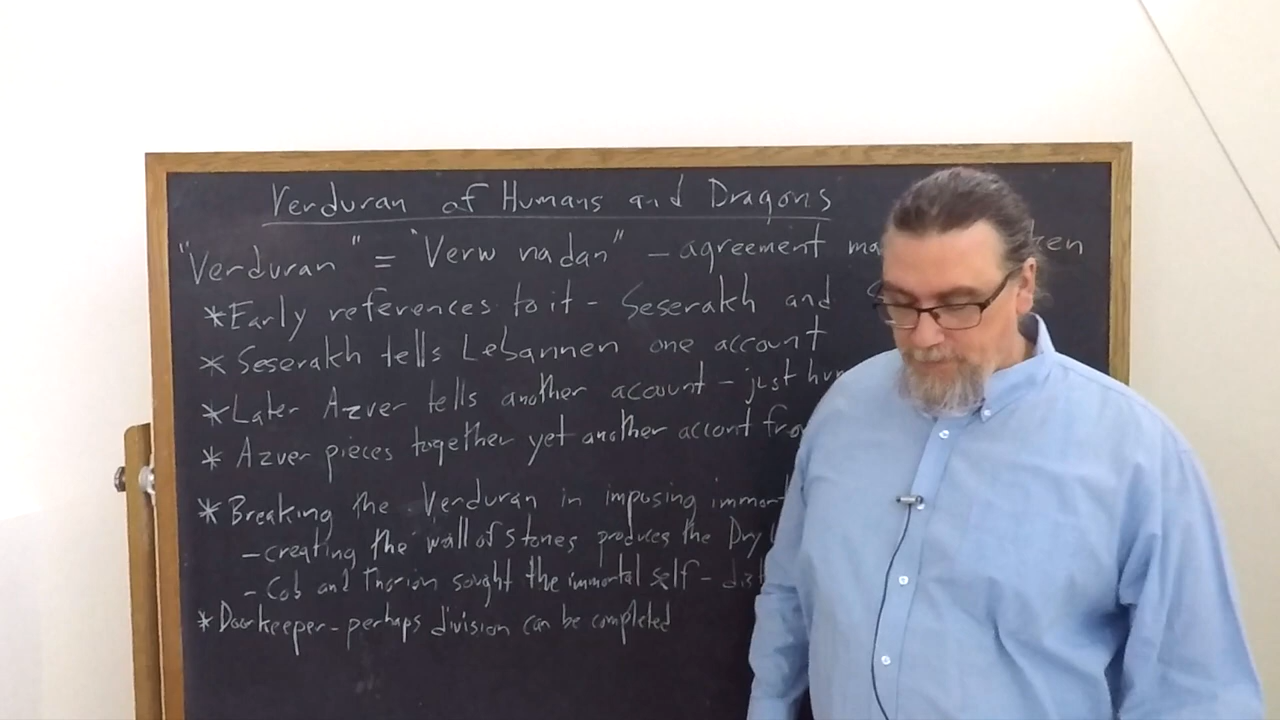 Verduran of Humans and Dragons
"Verduran" = "Verw nadan" – agreement
* Early references to it – Seserakh and
* Seserakh tells Lebannen one account
* Later Azver tells another account – just
* Azver pieces together yet another accont
* Breaking the Verduran in imposing
– creating the wall of stones produces the Dry
– Cob and Thorion sought the immortal self –
* Doorkeeper – perhaps division can be completed